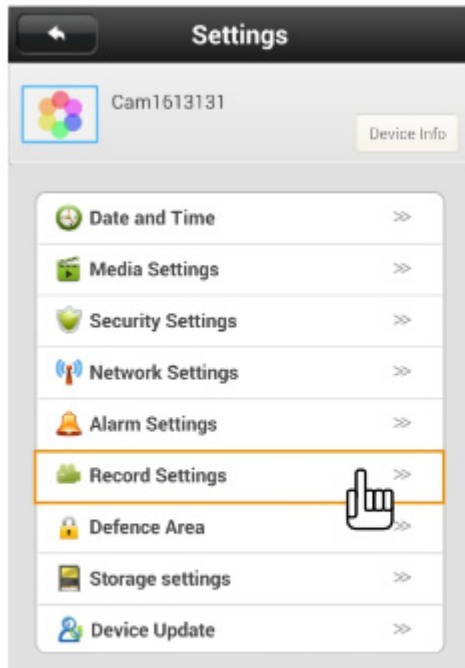 Settings
Cam1613131
Device Info
Date and Time
Media Settings
Security Settings
Network Settings
Alarm Settings
Record Settings
Defence Area
Storage settings
Device Update